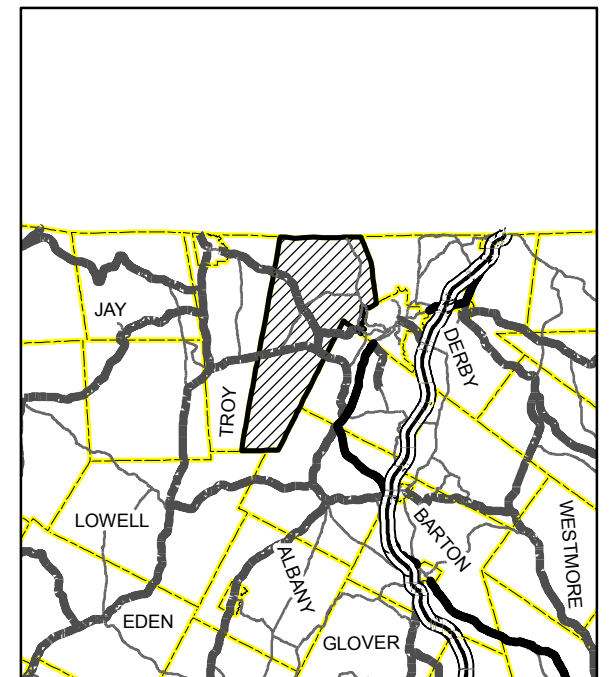 JAY
TROY
DERBY
LOWELL
ALBANY
BARTON
WESTMORE
EDEN
GLOVER